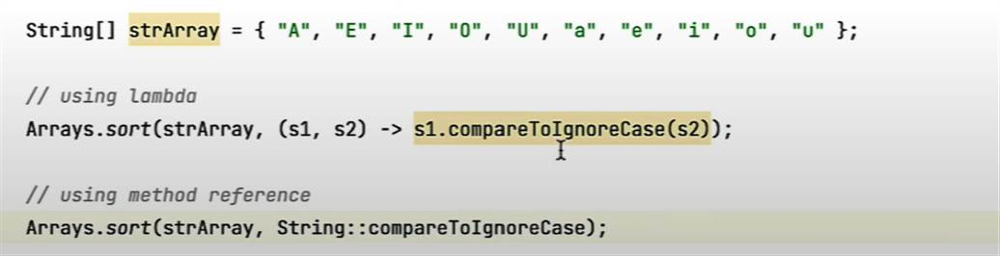 String[] strArray = { "A", "E", "I", "O", "U", "a", "e", "i", "o", "u" };
// using lambda
Arrays.sort(strArray, (s1, s2) -> s1.compareToIgnoreCase(s2));
// using method reference
Arrays.sort(strArray, String::compareToIgnoreCase);